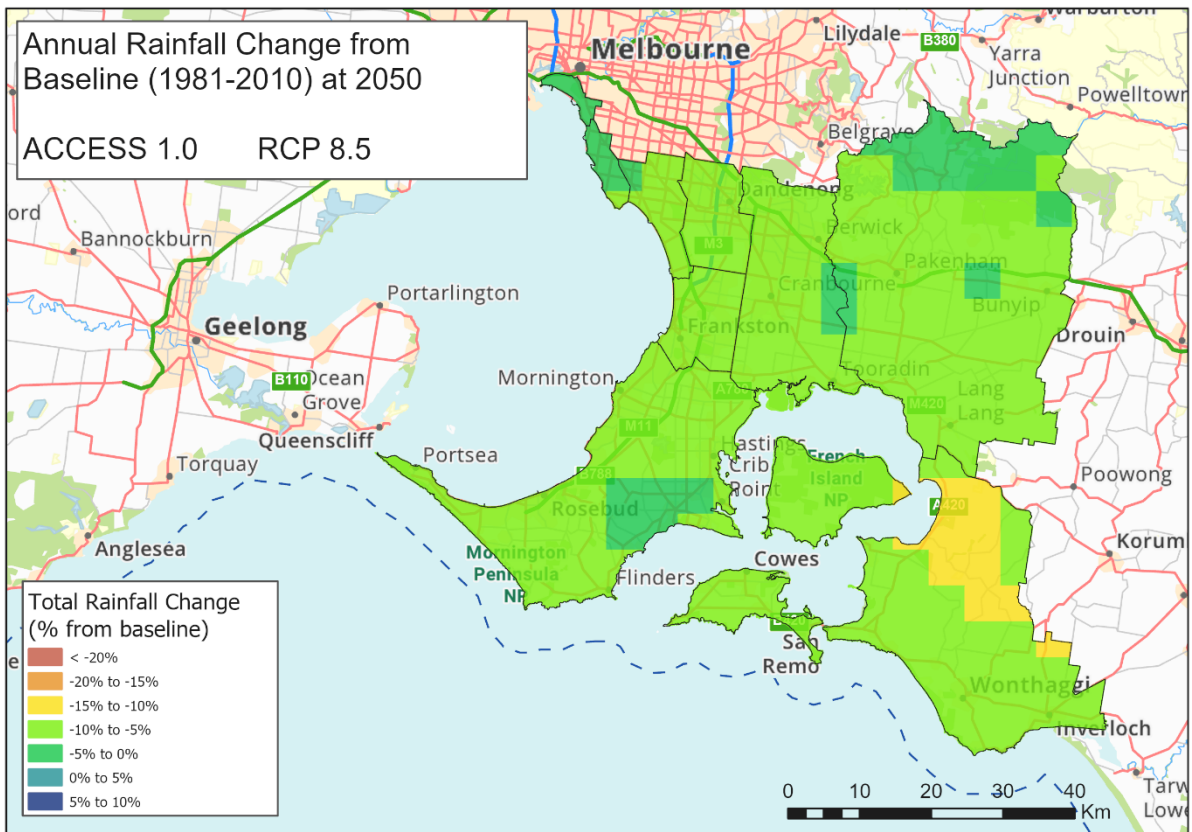 Annual Rainfall Change from
Baseline (1981-2010) at 2050
ACCESS 1.0 RCP 8.5
Melbourne
Lilydale
Warburton
B380
Yarra
Junction
Powelltown
Belgrave
ord
Bannockburn
Dandenong
Berwick
M3
Portarlington
Pakenham
Cranbourne
Bunyip
Geelong
Frankston
Drouin
B110
Ocean
Grove
Mornington
Tooradin
Lang
Lang
M420
Queenscliff
M11
Hastings
Crib
Point
French
Island
NP
Portsea
Torquay
B788
Rosebud
Poowong
A420
Anglesea
Mornington
Peninsula
NP
Flinders
Cowes
Korum
San
Remo
Wonthaggi
Inverloch
Tarw
Lowe
e
Total Rainfall Change
(% from baseline)
< -20%
-20% to -15%
-15% to -10%
-10% to -5%
-5% to 0%
0% to 5%
5% to 10%
0 10 20 30 40
Km